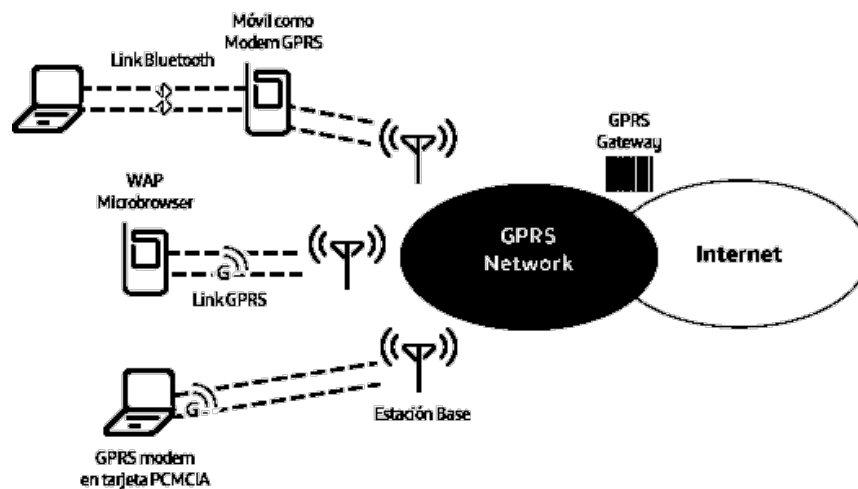 Móvil como
Modem GPRS
Link Bluetooth
GPRS
Gateway
WAP
Microbrowser
GPRS
Network
Internet
G
Link GPRS
G
Estación Base
GPRS modem
en tarjeta PCMCIA